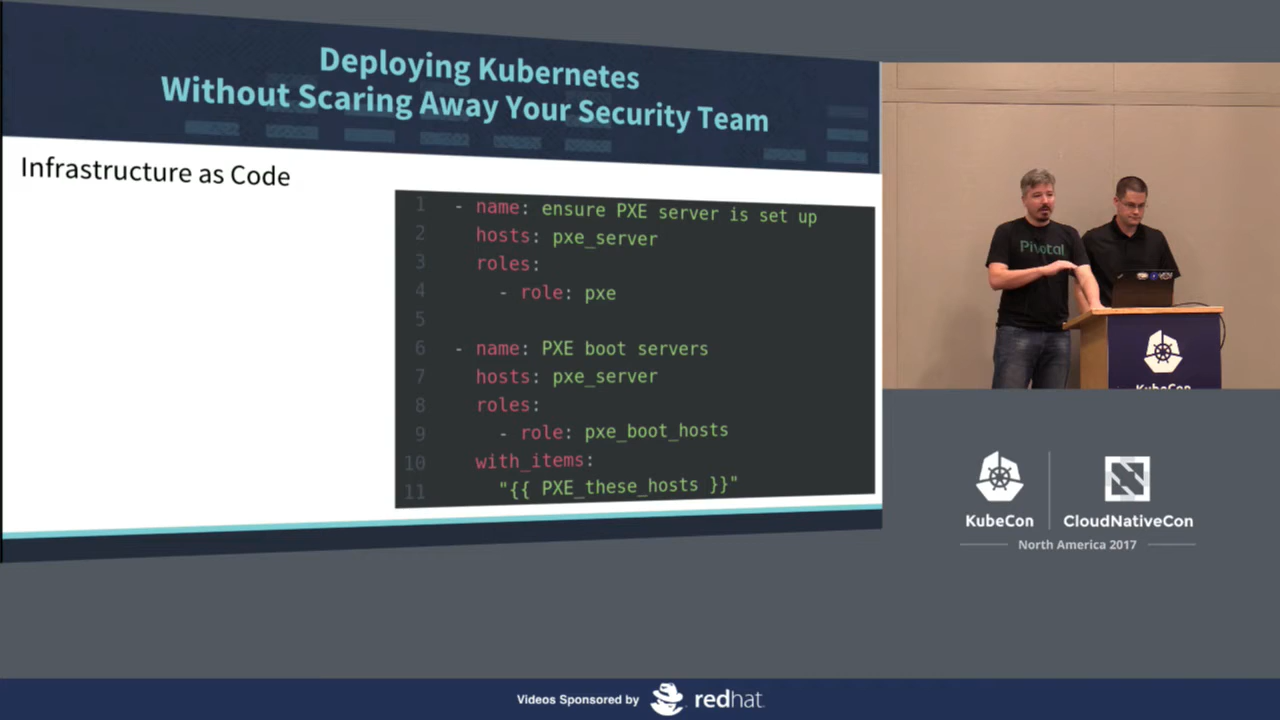 Deploying Kubernetes
Without Scaring Away Your Security Team
Infrastructure as Code
1 - name: ensure PXE server is set up
2 hosts: pxe_server
3 roles:
4 - role: pxe
5
6 - name: PXE boot servers
7 hosts: pxe_server
8 roles:
9 - role: pxe_boot_hosts
10 with_items:
11 "{{ PXE_these_hosts }}"
Pivotal
KubeCon
KubeCon
CloudNativeCon
North America 2017
Videos Sponsored by
redhat